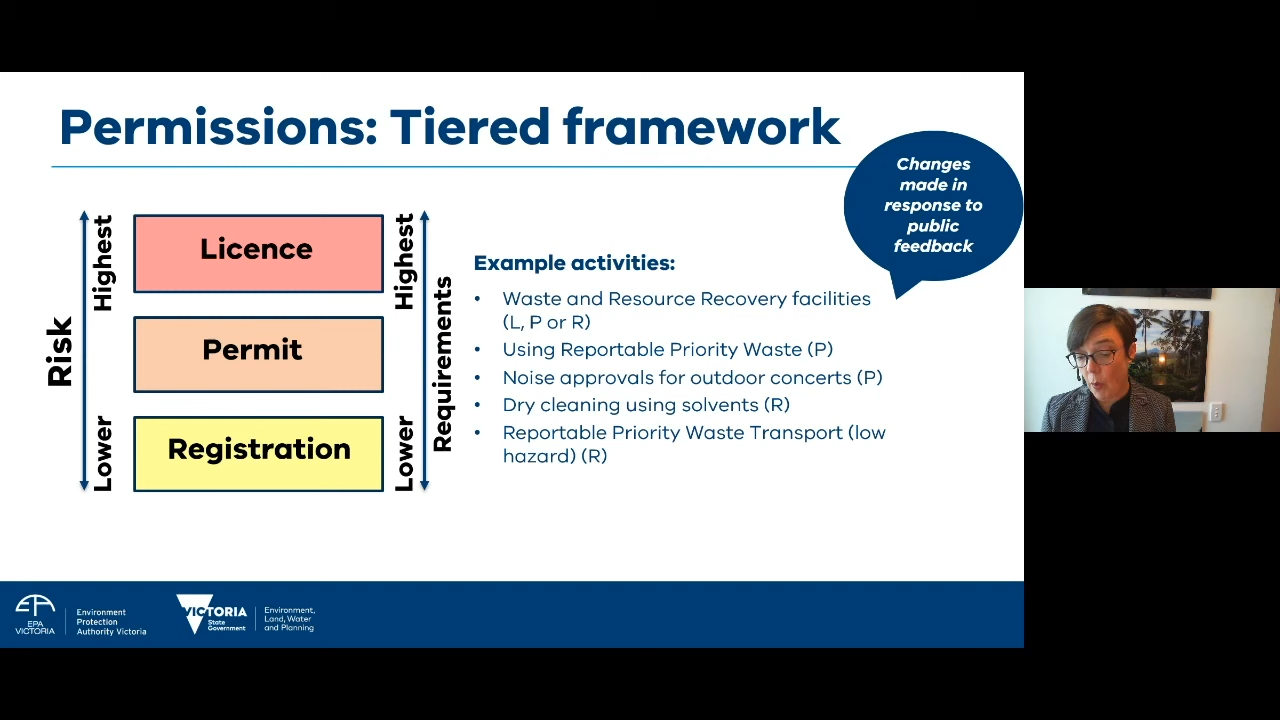 Permissions: Tiered framework
Changes
made in
response to
public
feedback
Risk
Highest
Lower
Licence
Permit
Registration
Highest
Lower
Requirements
Example activities:
• Waste and Resource Recovery facilities
(L, P or R)
• Using Reportable Priority Waste (P)
• Noise approvals for outdoor concerts (P)
• Dry cleaning using solvents (R)
• Reportable Priority Waste Transport (low
hazard) (R)
EPA
VICTORIA
Environment
Protection
Authority Victoria
VICTORIA
State
Government
Environment,
Land, Water
and Planning